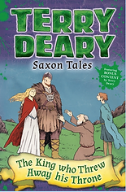 TERRY
DEARY
Saxon Tales
The King who Threw
Away his Throne